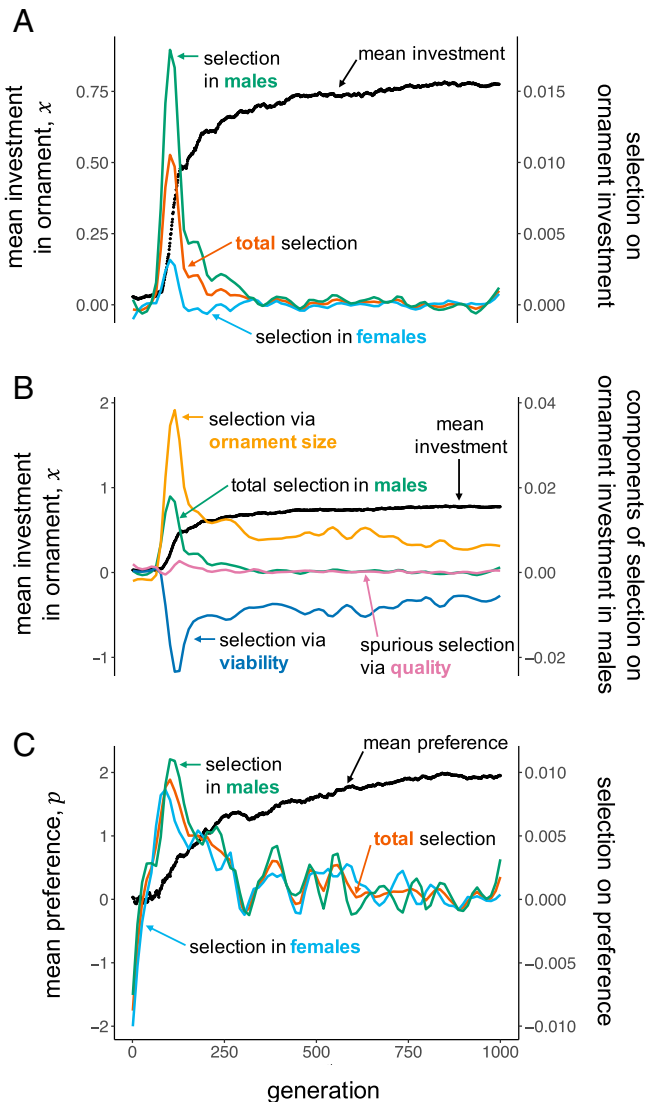 A
selection
in males
mean investment
total selection
selection in females
mean investment
in ornament, x
0.75
0.50
0.25
0.00
0.015
0.010
0.005
0.000
selection on
ornament investment
B
selection via
ornament size
mean
investment
total selection in males
selection via
viability
spurious selection
via quality
mean investment
in ornament, x
2
1
0
−1
0.04
0.02
0.00
−0.02
components of selection on
ornament investment in males
C
mean preference
selection
in males
total selection
selection in females
mean preference, p
2
1
0
−1
−2
0.010
0.005
0.000
−0.005
−0.010
selection on preference
0 250 500 750 1000
generation